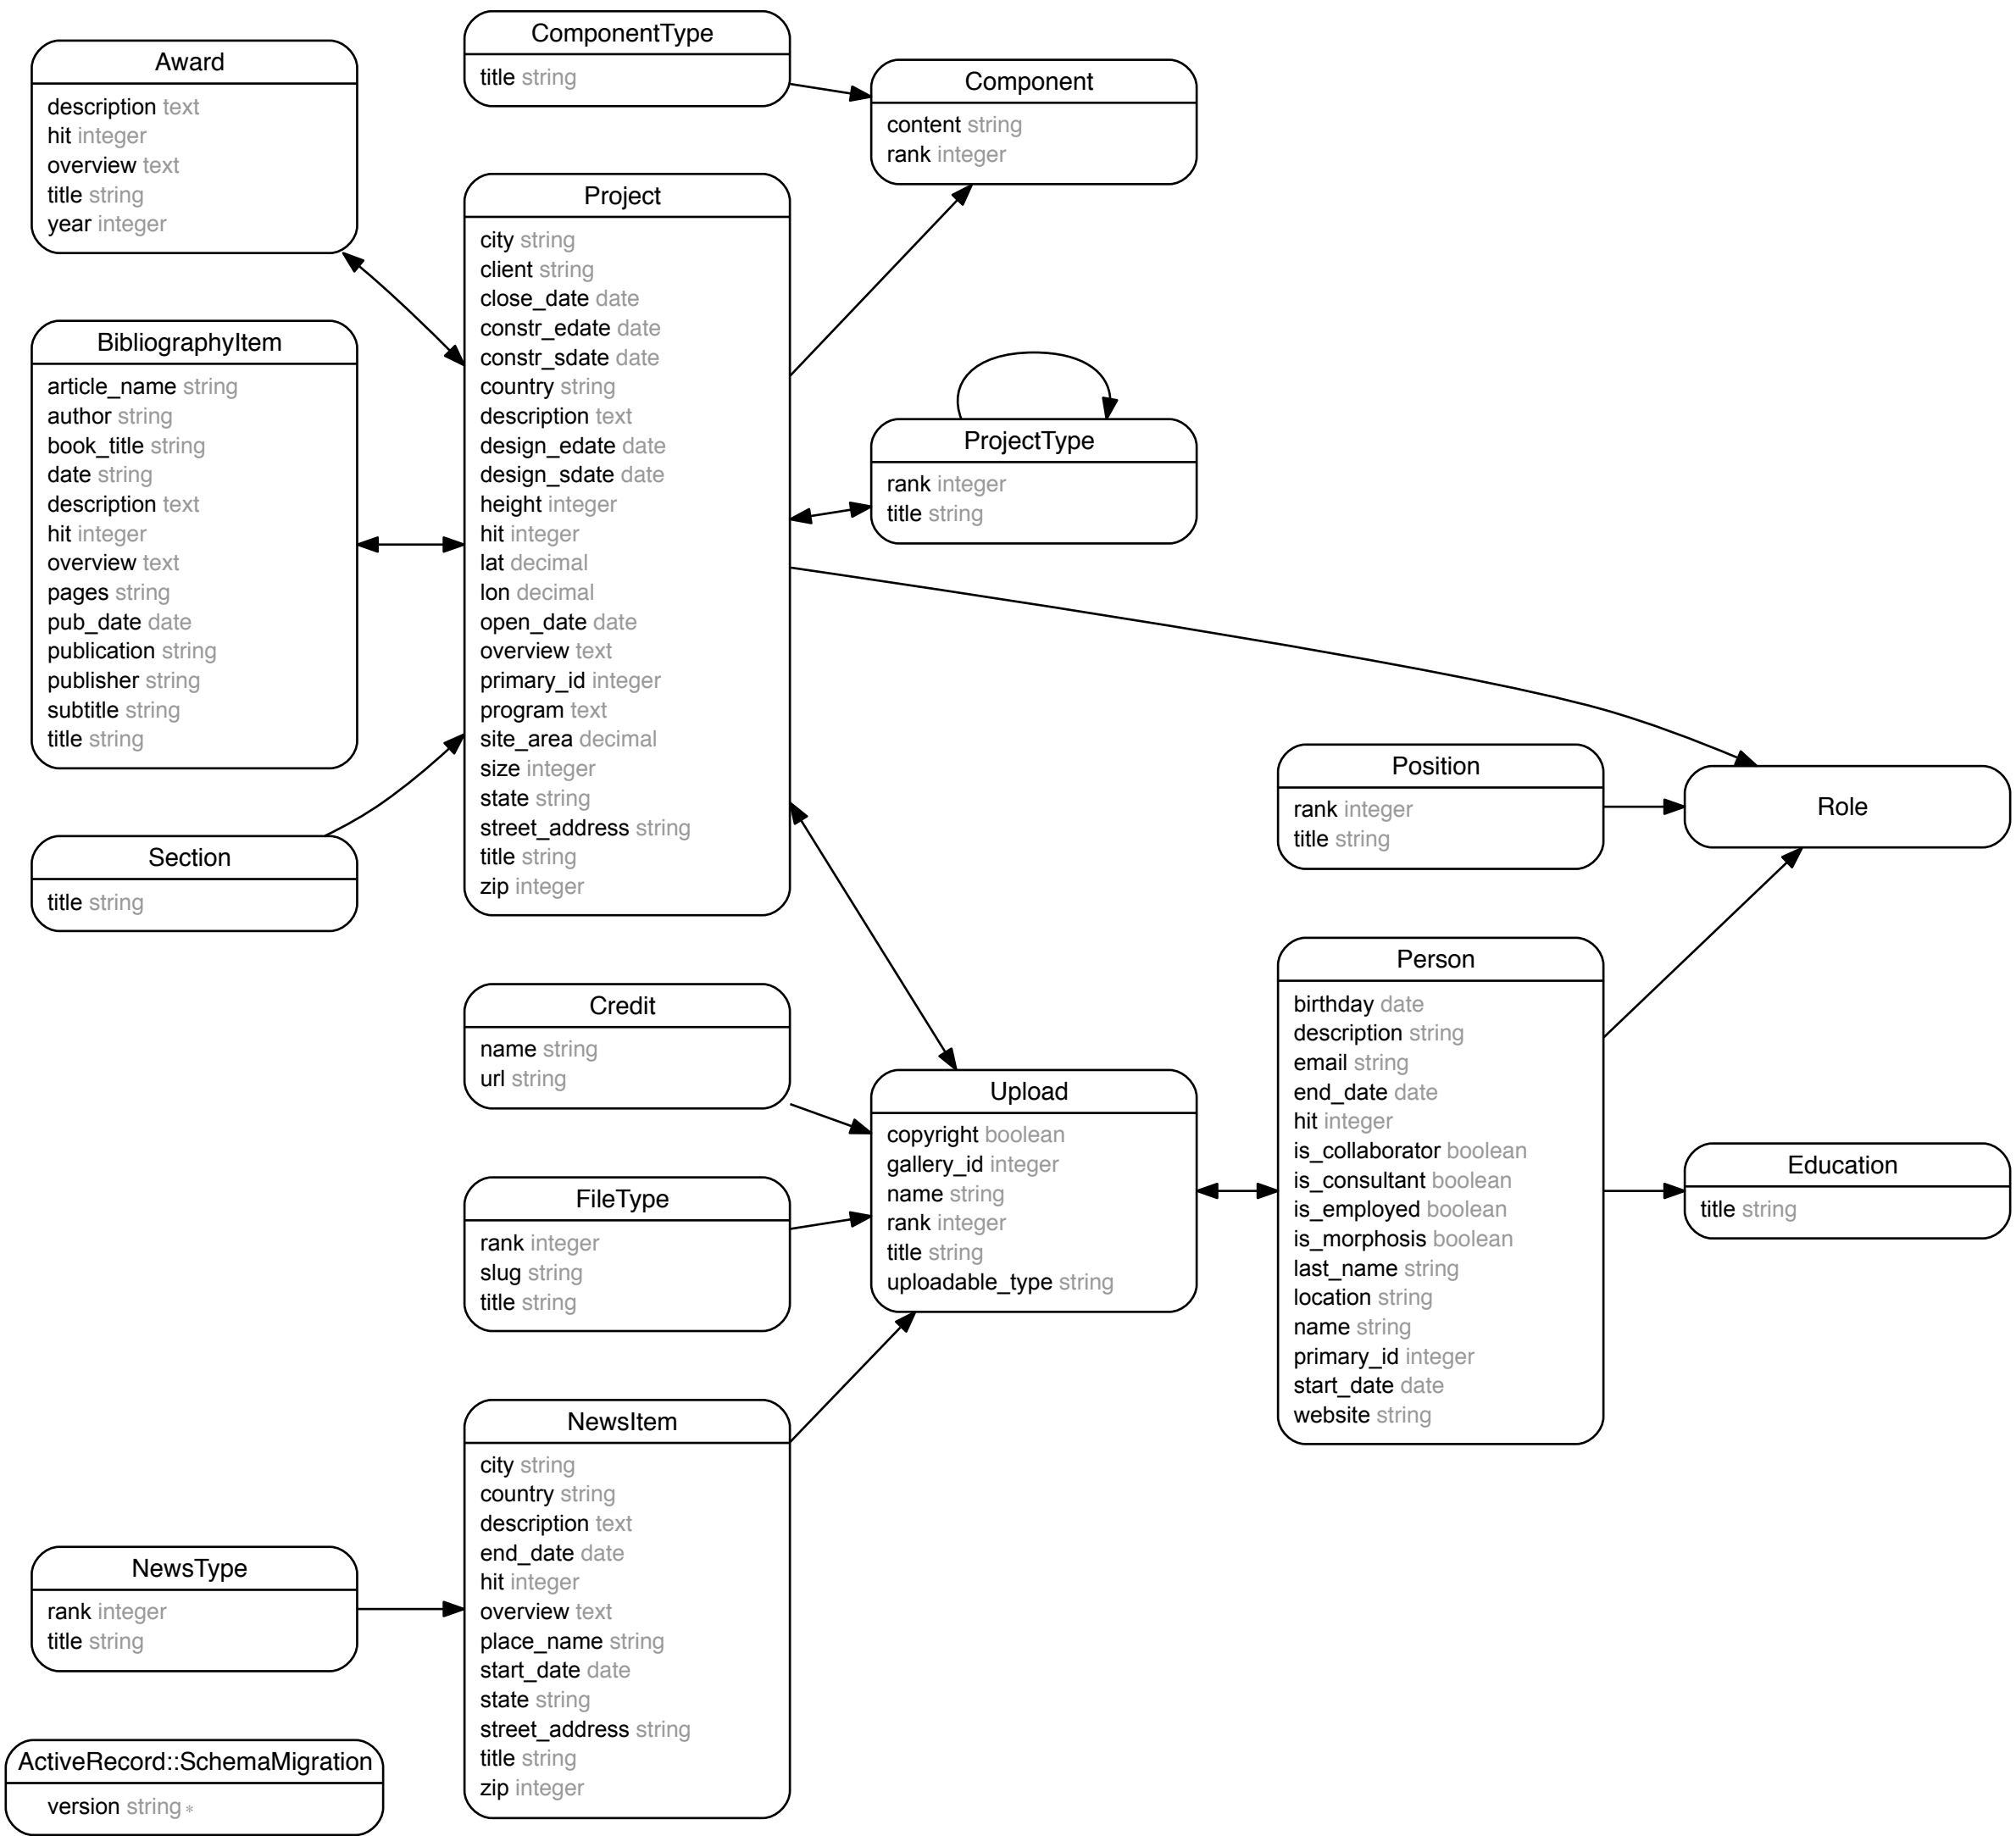 Award
description text
hit integer
overview text
title string
year integer
BibliographyItem
article_name string
author string
book_title string
date string
description text
hit integer
overview text
pages string
pub_date date
publication string
publisher string
subtitle string
title string
Section
title string
NewsType
rank integer
title string
ActiveRecord::SchemaMigration
version string *
ComponentType
title string
Project
city string
client string
close_date date
constr_edate date
constr_sdate date
country string
description text
design_edate date
design_sdate date
height integer
hit integer
lat decimal
lon decimal
open_date date
overview text
primary_id integer
program text
site_area decimal
size integer
state string
street_address string
title string
zip integer
Credit
name string
url string
FileType
rank integer
slug string
title string
NewsItem
city string
country string
description text
end_date date
hit integer
overview text
place_name string
start_date date
state string
street_address string
title string
zip integer
Component
content string
rank integer
ProjectType
rank integer
title string
Upload
copyright boolean
gallery_id integer
name string
rank integer
title string
uploadable_type string
Position
rank integer
title string
Person
birthday date
description string
email string
end_date date
hit integer
is_collaborator boolean
is_consultant boolean
is_employed boolean
is_morphosis boolean
last_name string
location string
name string
primary_id integer
start_date date
website string
Role
Education
title string